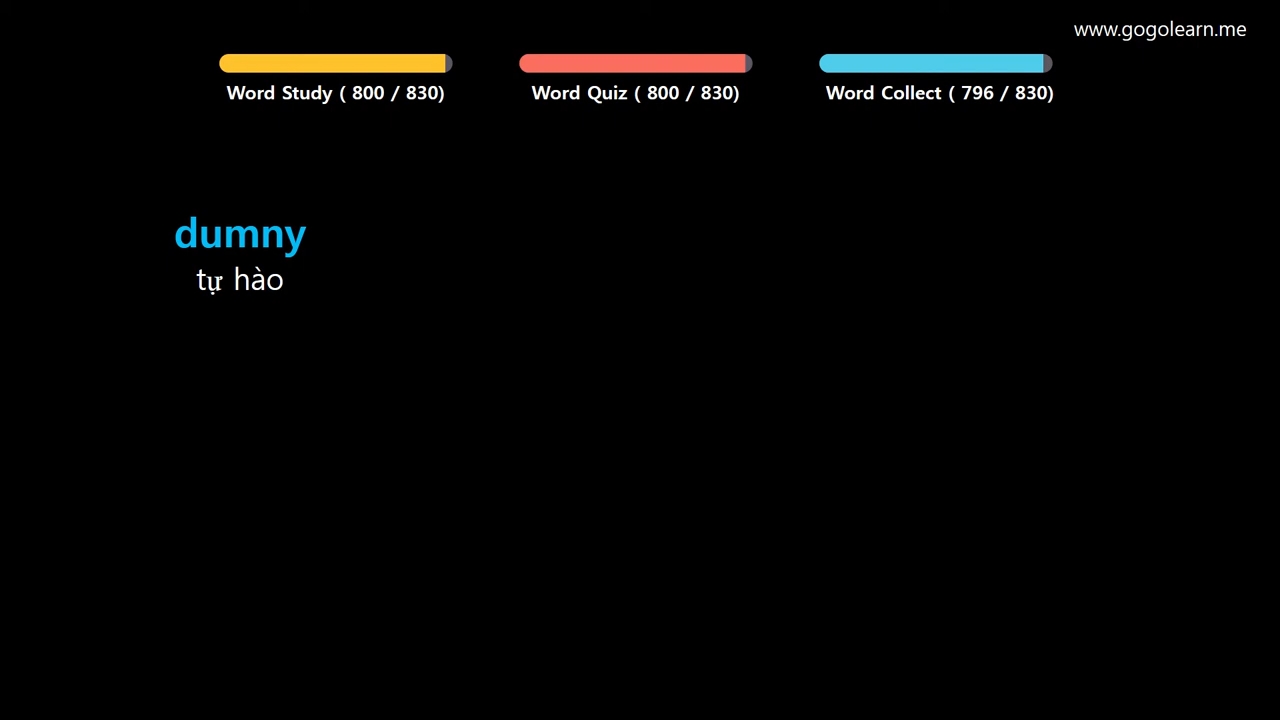 www.gogolearn.me
Word Study ( 800 / 830)
Word Quiz ( 800 / 830)
Word Collect ( 796 / 830)
dumny
tự hào